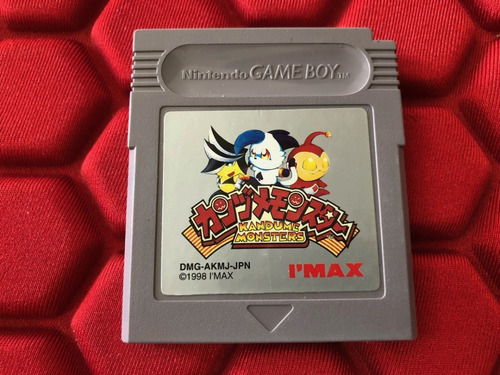 Nintendo GAME BOY TM
カンヅメモンスター
KANDUME
MONSTERS
DMG-AKMJ-JPN
©1998 I'MAX
I'MAX